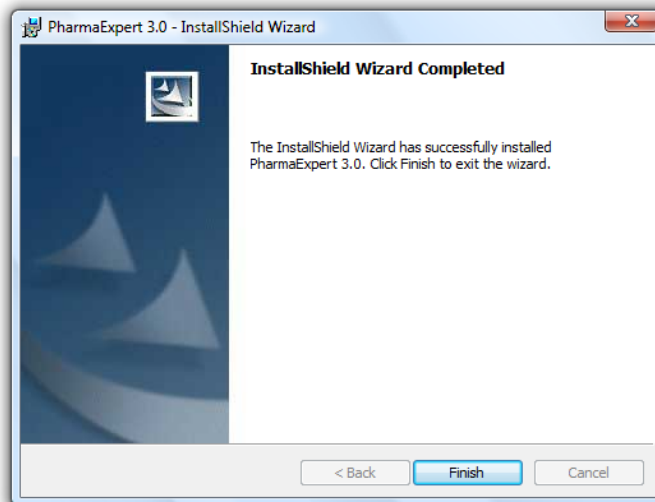 PharmaExpert 3.0 - InstallShield Wizard
InstallShield Wizard Completed
The InstallShield Wizard has successfully installed
PharmaExpert 3.0. Click Finish to exit the wizard.
< Back
Finish
Cancel